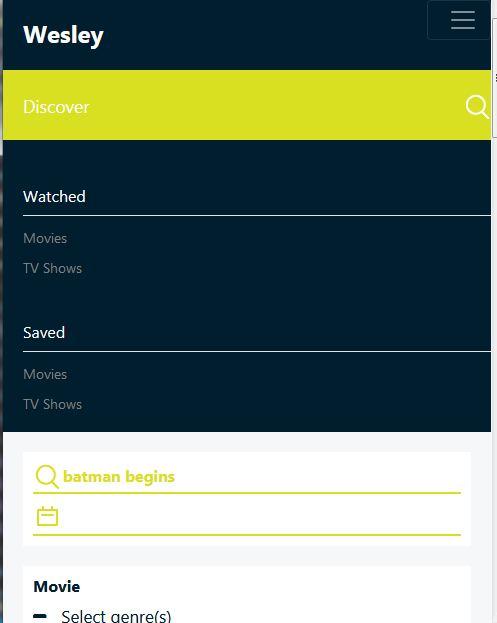 Wesley
Discover
Watched
Movies
TV Shows
Saved
Movies
TV Shows
batman begins
Movie
Select genre(s)